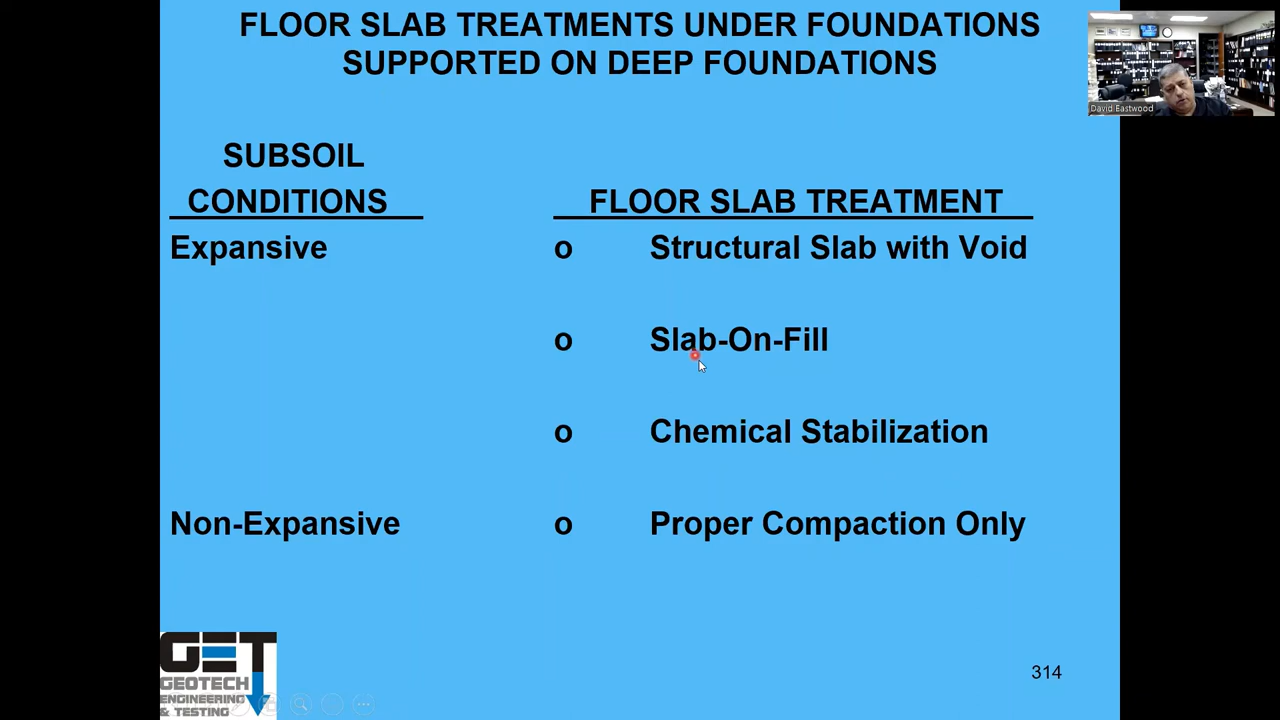 FLOOR SLAB TREATMENTS UNDER FOUNDATIONS
SUPPORTED ON DEEP FOUNDATIONS
David Eastwood
SUBSOIL
CONDITIONS FLOOR SLAB TREATMENT
Expansive o Structural Slab with Void
o Slab-On-Fill
o Chemical Stabilization
Non-Expansive o Proper Compaction Only
GET
GEOTECH
ENGINEERING
& TESTING
314